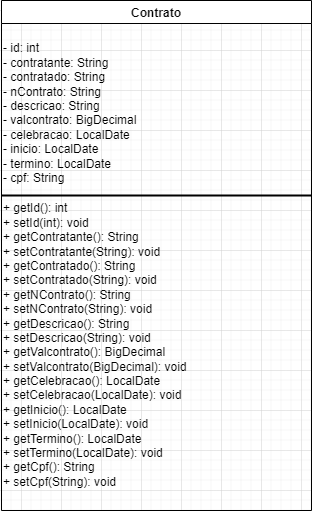 Contrato
- id: int
- contratante: String
- contratado: String
- nContrato: String
- descricao: String
- valcontrato: BigDecimal
- celebracao: LocalDate
- inicio: LocalDate
- termino: LocalDate
- cpf: String
+ getId(): int
+ setId(int): void
+ getContratante(): String
+ setContratante(String): void
+ getContratado(): String
+ setContratado(String): void
+ getNContrato(): String
+ setNContrato(String): void
+ getDescricao(): String
+ setDescricao(String): void
+ getValcontrato(): BigDecimal
+ setValcontrato(BigDecimal): void
+ getCelebracao(): LocalDate
+ setCelebracao(LocalDate): void
+ getInicio(): LocalDate
+ setInicio(LocalDate): void
+ getTermino(): LocalDate
+ setTermino(LocalDate): void
+ getCpf(): String
+ setCpf(String): void